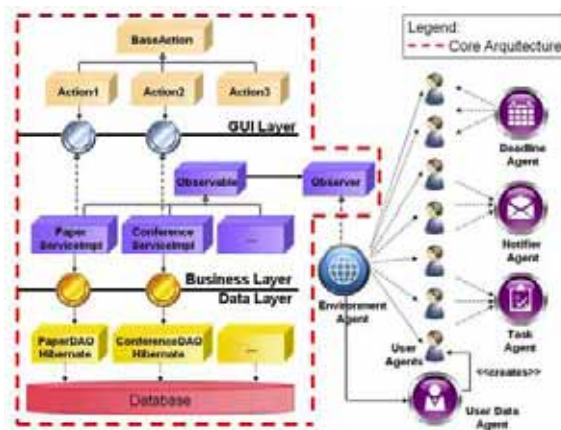 Legend:
Core Arquitecture
BaseAction
Action1
Action2
Action3
GUI Layer
Observable
Observer
Paper
ServiceImpl
Conference
ServiceImpl
...
Business Layer
Data Layer
PaperDAO
Hibernate
ConferenceDAO
Hibernate
...
Database
Environment
Agent
User
Agents
Deadline
Agent
Notifier
Agent
Task
Agent
<<creates>>
User Data
Agent